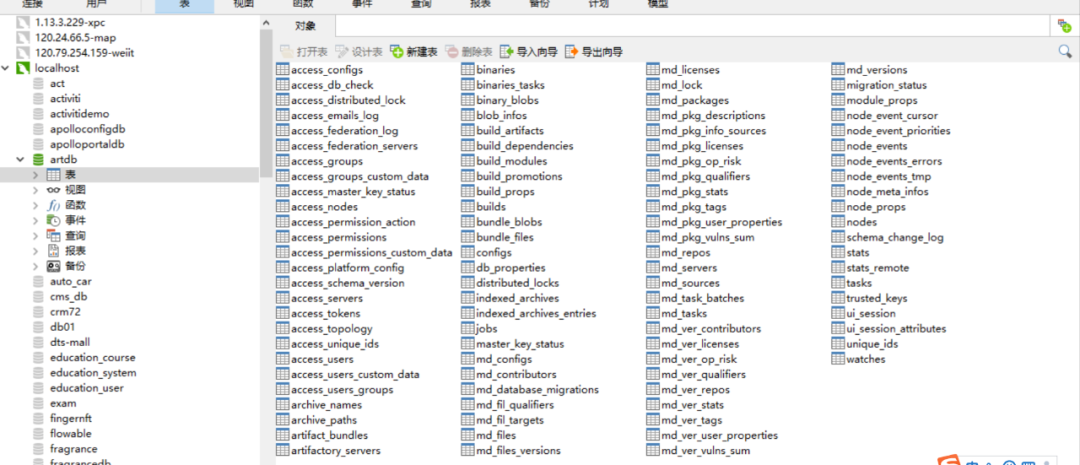 连接 用户 表 视图 函数 事件 查询 报表 备份 计划 模型
1.13.3.229-xpc
120.24.66.5-map
120.79.254.159-weiit
localhost
act
activiti
activitidemo
apolloconfigdb
apolloportaldb
artdb
表
视图
函数
事件
查询
报表
备份
auto_car
cms_db
crm72
db01
dts-mall
education_course
education_system
education_user
exam
fingernft
flowable
fragrance
fragrancedb
对象
打开表 设计表 新建表 删除表 导入向导 导出向导
access_configs
access_db_check
access_distributed_lock
access_emails_log
access_federation_log
access_federation_servers
access_groups
access_groups_custom_data
access_master_key_status
access_nodes
access_permission_action
access_permissions
access_permissions_custom_data
access_platform_config
access_schema_version
access_servers
access_tokens
access_topology
access_unique_ids
access_users
access_users_custom_data
access_users_groups
archive_names
archive_paths
artifact_bundles
artifactory_servers
binaries
binaries_tasks
binary_blobs
blob_infos
build_artifacts
build_dependencies
build_modules
build_promotions
build_props
builds
bundle_blobs
bundle_files
configs
db_properties
distributed_locks
indexed_archives
indexed_archives_entries
jobs
master_key_status
md_configs
md_contributors
md_database_migrations
md_fil_qualifiers
md_fil_targets
md_files
md_files_versions
md_licenses
md_lock
md_packages
md_pkg_descriptions
md_pkg_info_sources
md_pkg_licenses
md_pkg_op_risk
md_pkg_qualifiers
md_pkg_stats
md_pkg_tags
md_pkg_user_properties
md_pkg_vulns_sum
md_repos
md_servers
md_sources
md_task_batches
md_tasks
md_ver_contributors
md_ver_licenses
md_ver_op_risk
md_ver_qualifiers
md_ver_repos
md_ver_stats
md_ver_tags
md_ver_user_properties
md_ver_vulns_sum
md_versions
migration_status
module_props
node_event_cursor
node_event_priorities
node_events
node_events_errors
node_events_tmp
node_meta_infos
node_props
nodes
schema_change_log
stats
stats_remote
tasks
trusted_keys
ui_session
ui_session_attributes
unique_ids
watches